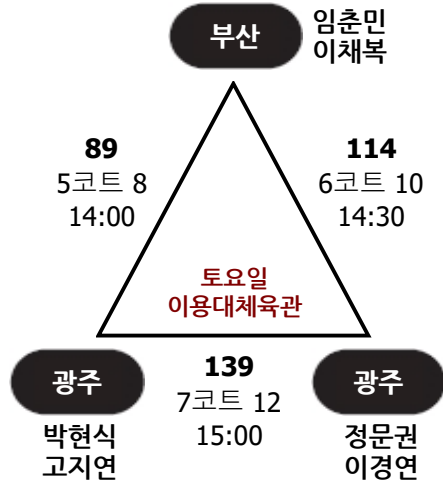 부산
임춘민
이채복
89
5코트 8
14:00
114
6코트 10
14:30
토요일
이용대체육관
광주
박현식
고지연
139
7코트 12
15:00
광주
정문권
이경연